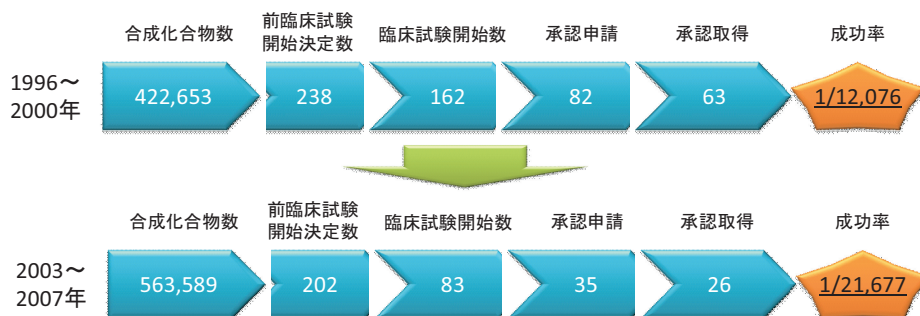 合成化合物数
前臨床試験
開始決定数
臨床試験開始数
承認申請
承認取得
成功率
1996～
2000年
422,653
238
162
82
63
1/12,076
合成化合物数
前臨床試験
開始決定数
臨床試験開始数
承認申請
承認取得
成功率
2003～
2007年
563,589
202
83
35
26
1/21,677